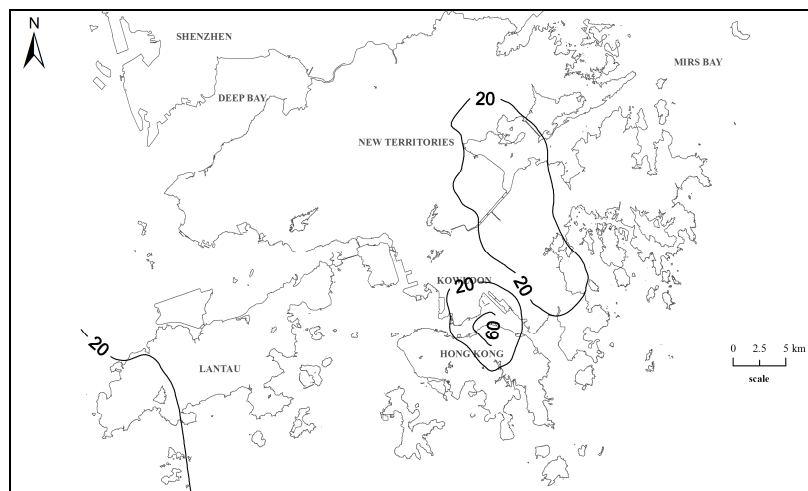 N
SHENZHEN
MIRS BAY
DEEP BAY
20
NEW TERRITORIES
KOWLOON
20
20
60
20
HONG KONG
LANTAU
0 2.5 5 km
scale